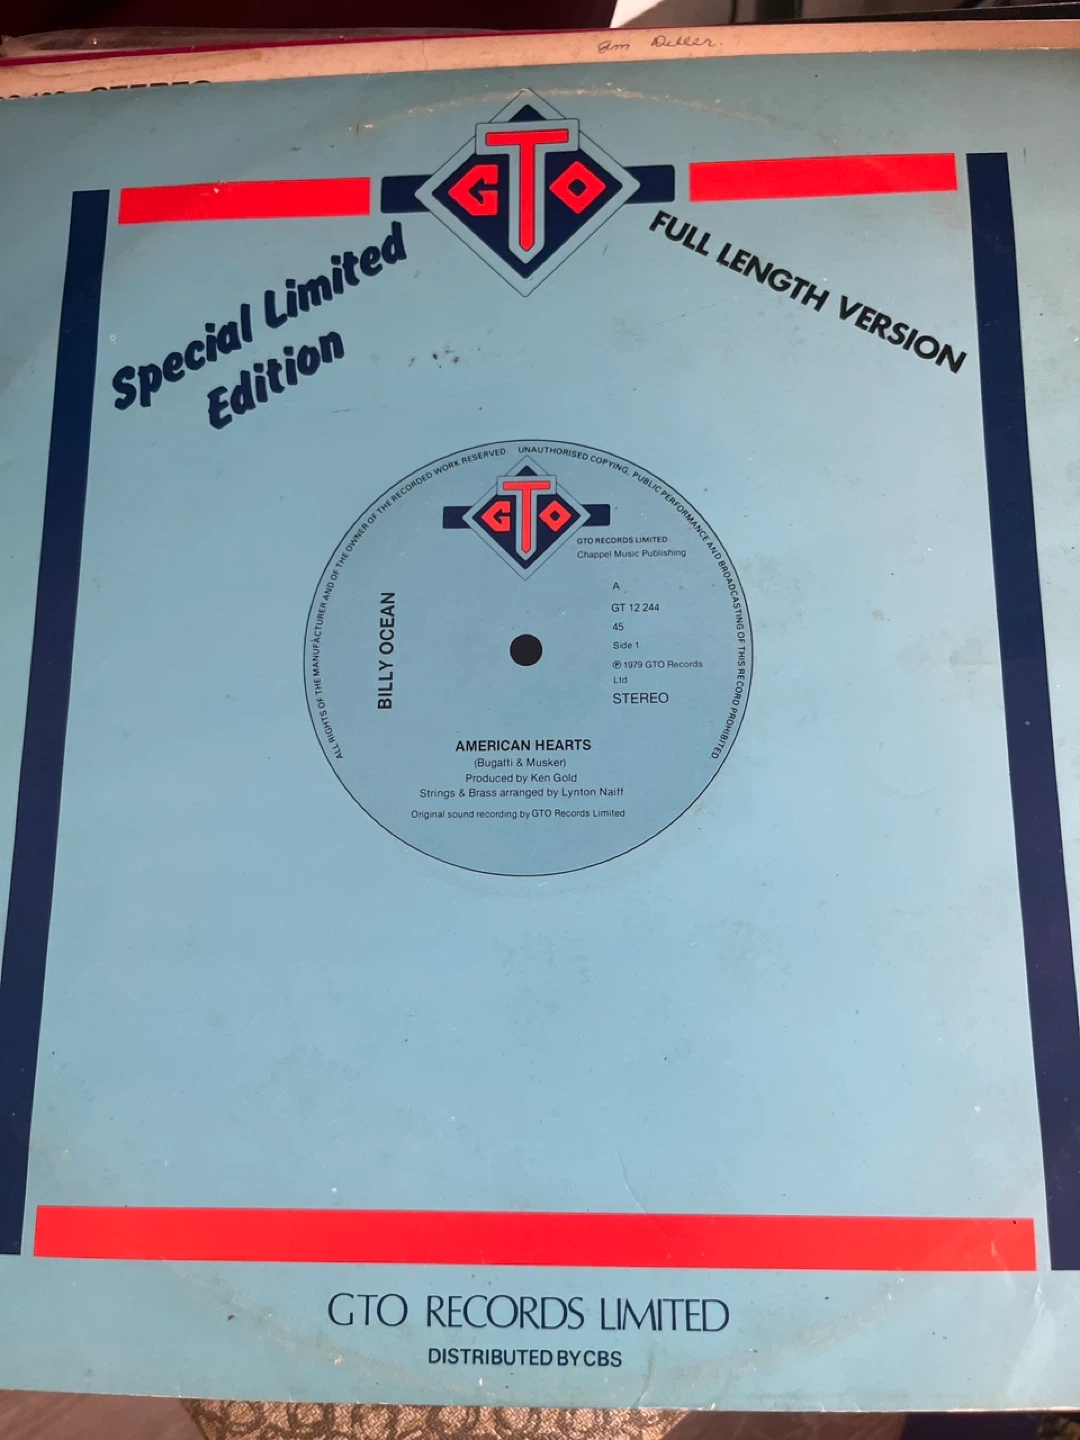 STEREO
GTO
Special Limited
Edition
FULL LENGTH VERSION
ALL RIGHTS OF THE MANUFACTURER AND OF THE OWNER OF THE RECORDED WORK RESERVED. UNAUTHORISED COPYING, PUBLIC PERFORMANCE AND BROADCASTING OF THIS RECORD PROHIBITED.
GTO
GTO RECORDS LIMITED
Chappel Music Publishing
BILLY OCEAN
A
GT 12 244
45
Side 1
℗ 1979 GTO Records
Ltd
STEREO
AMERICAN HEARTS
(Bugatti & Musker)
Produced by Ken Gold
Strings & Brass arranged by Lynton Naiff
Original sound recording by GTO Records Limited
GTO RECORDS LIMITED
DISTRIBUTED BY CBS